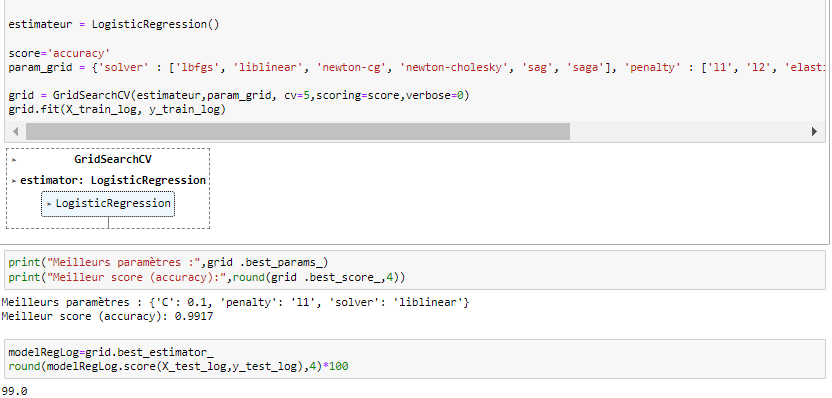 estimateur = LogisticRegression()
score='accuracy'
param_grid = {'solver' : ['lbfgs', 'liblinear', 'newton-cg', 'newton-cholesky', 'sag', 'saga'], 'penalty' : ['l1', 'l2', 'elasti
grid = GridSearchCV(estimateur,param_grid, cv=5,scoring=score,verbose=0)
grid.fit(X_train_log, y_train_log)
GridSearchCV
estimator: LogisticRegression
LogisticRegression
print("Meilleurs paramètres :",grid .best_params_)
print("Meilleur score (accuracy):",round(grid .best_score_,4))
Meilleurs paramètres : {'C': 0.1, 'penalty': 'l1', 'solver': 'liblinear'}
Meilleur score (accuracy): 0.9917
modelRegLog=grid.best_estimator_
round(modelRegLog.score(X_test_log,y_test_log),4)*100
99.0